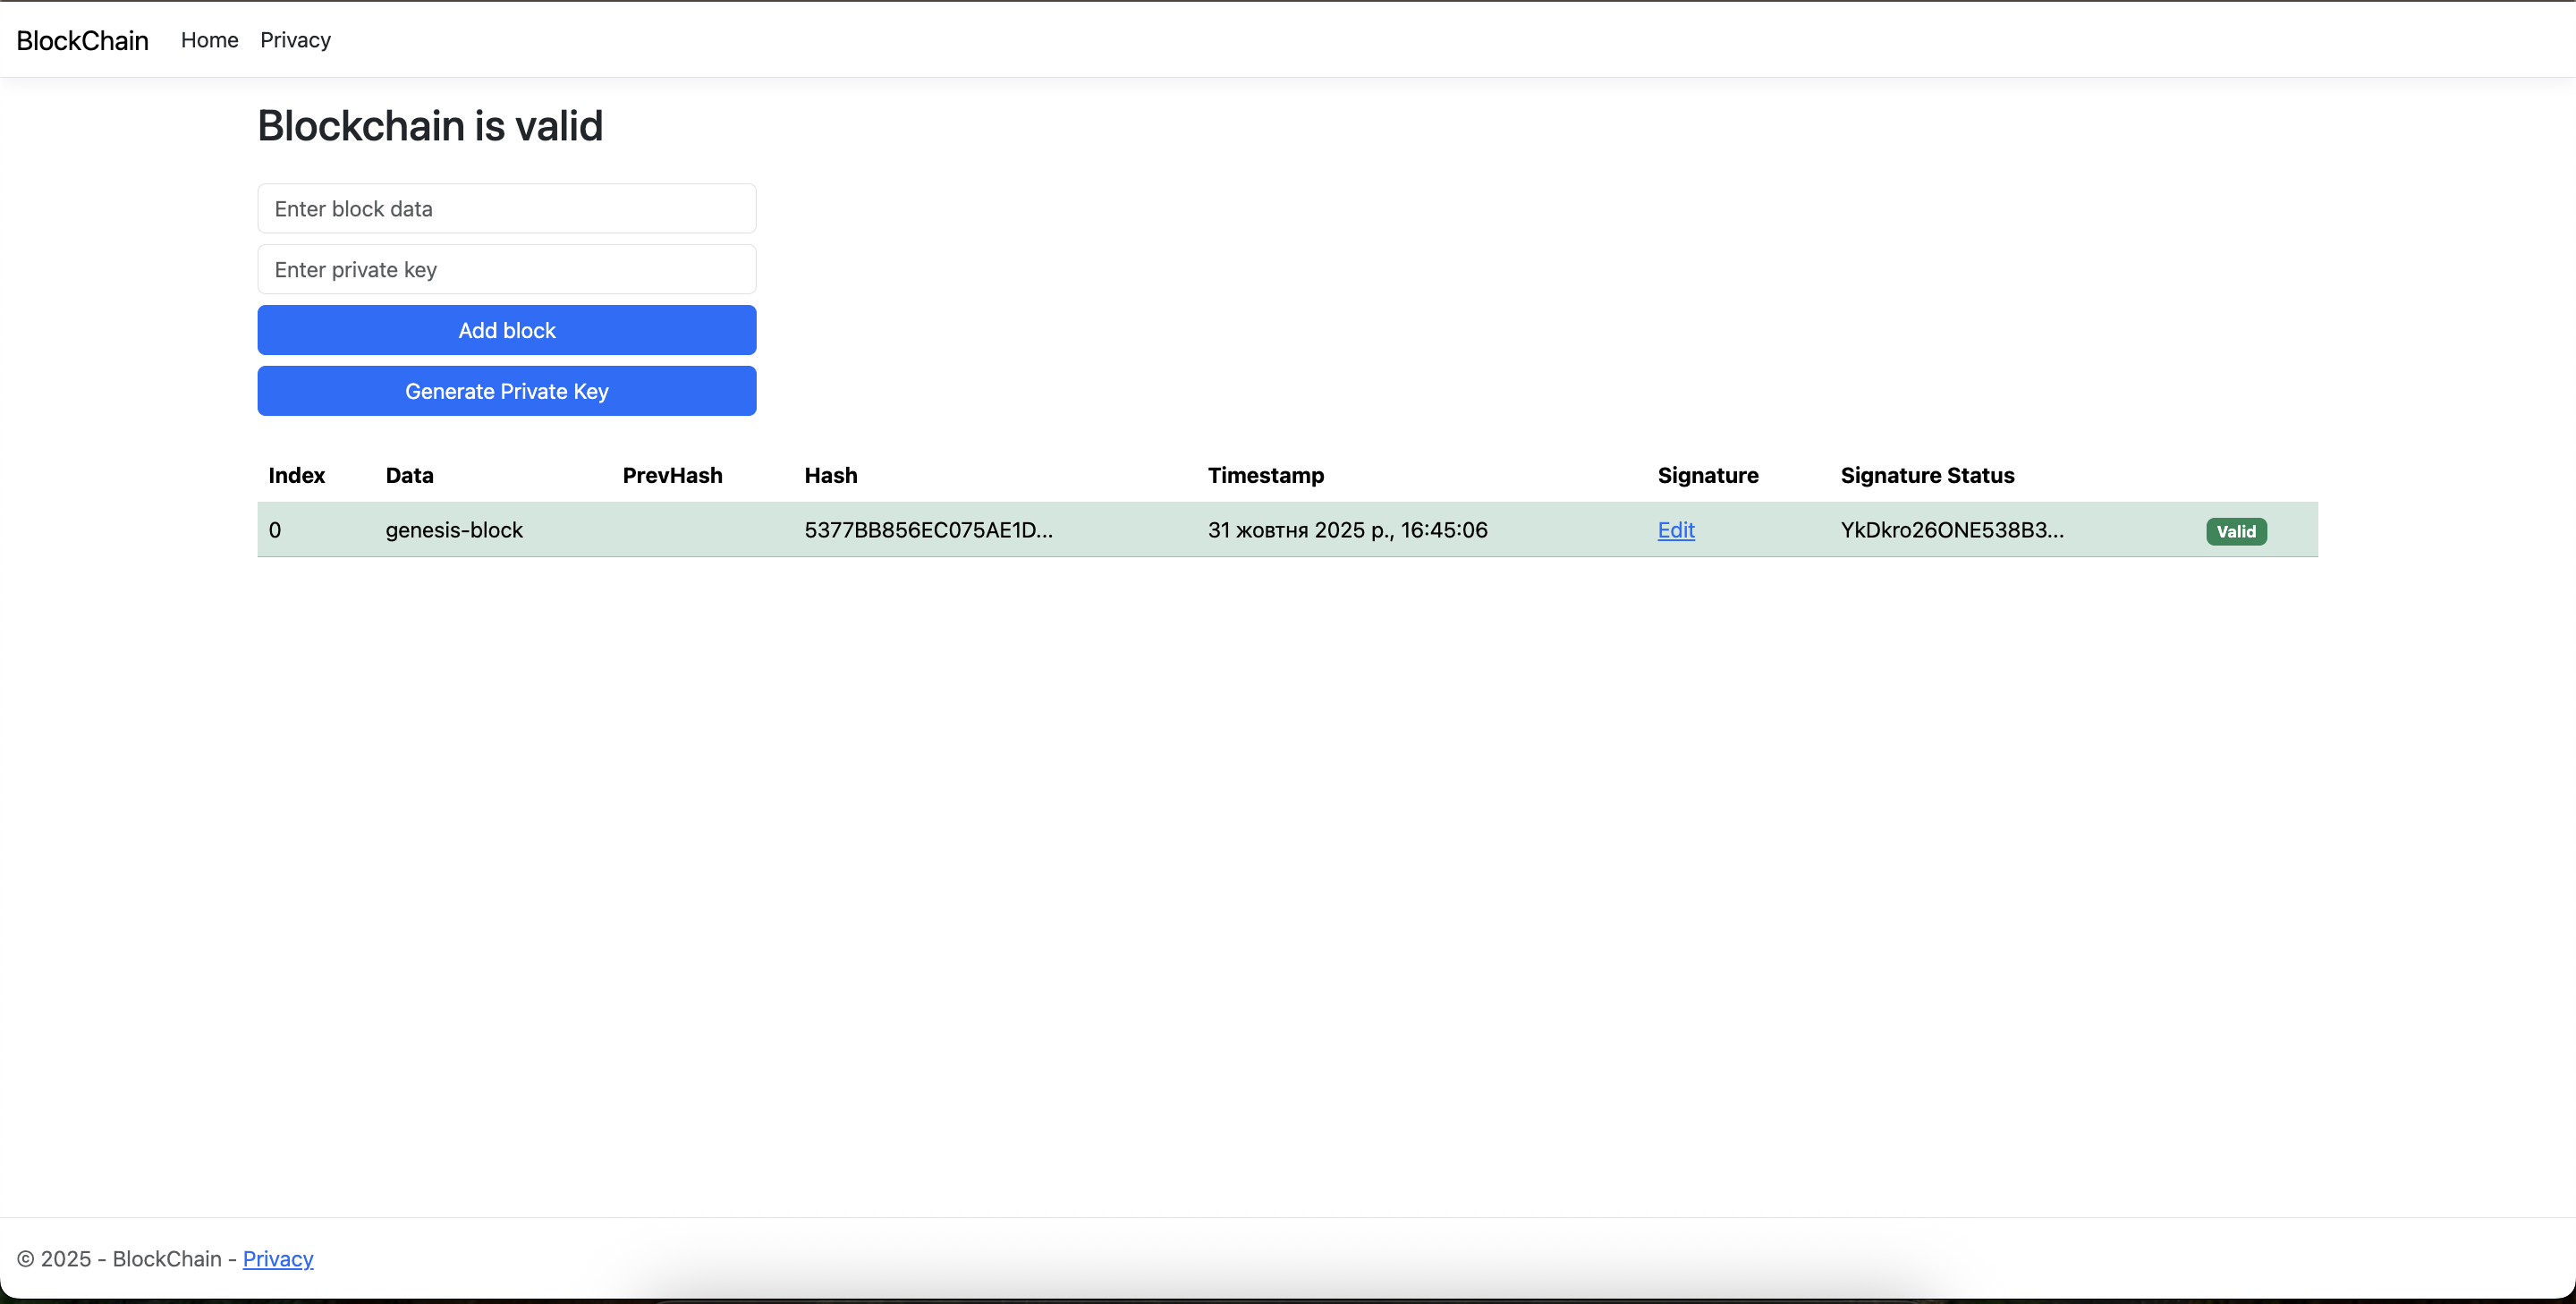 BlockChain Home Privacy
Blockchain is valid
Enter block data
Enter private key
Add block
Generate Private Key
Index Data PrevHash Hash Timestamp Signature Signature Status
0 genesis-block 5377BB856EC075AE1D... 31 жовтня 2025 р., 16:45:06 Edit YkDkro26ONE538B3... Valid
© 2025 - BlockChain - Privacy